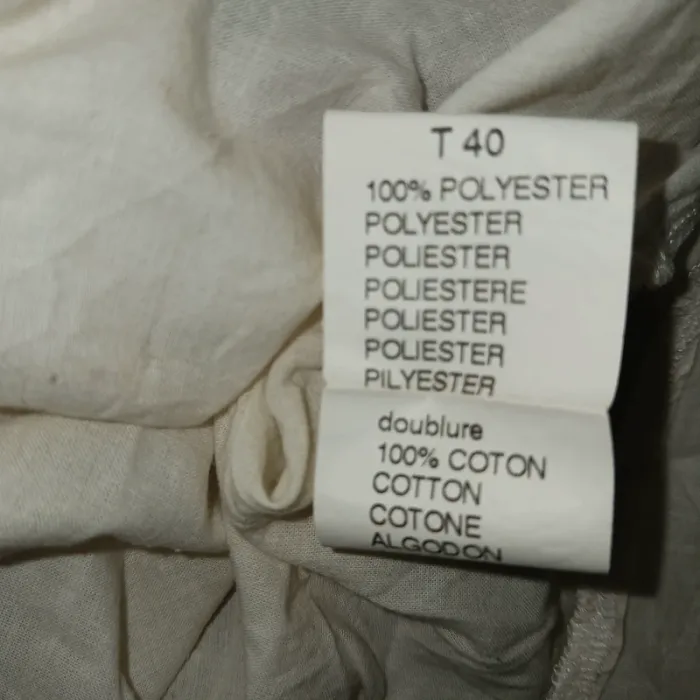 T 40
100% POLYESTER
POLYESTER
POLIESTER
POLIESTERE
POLIESTER
POLIESTER
PILYESTER
doublure
100% COTON
COTTON
COTONE
ALGODON